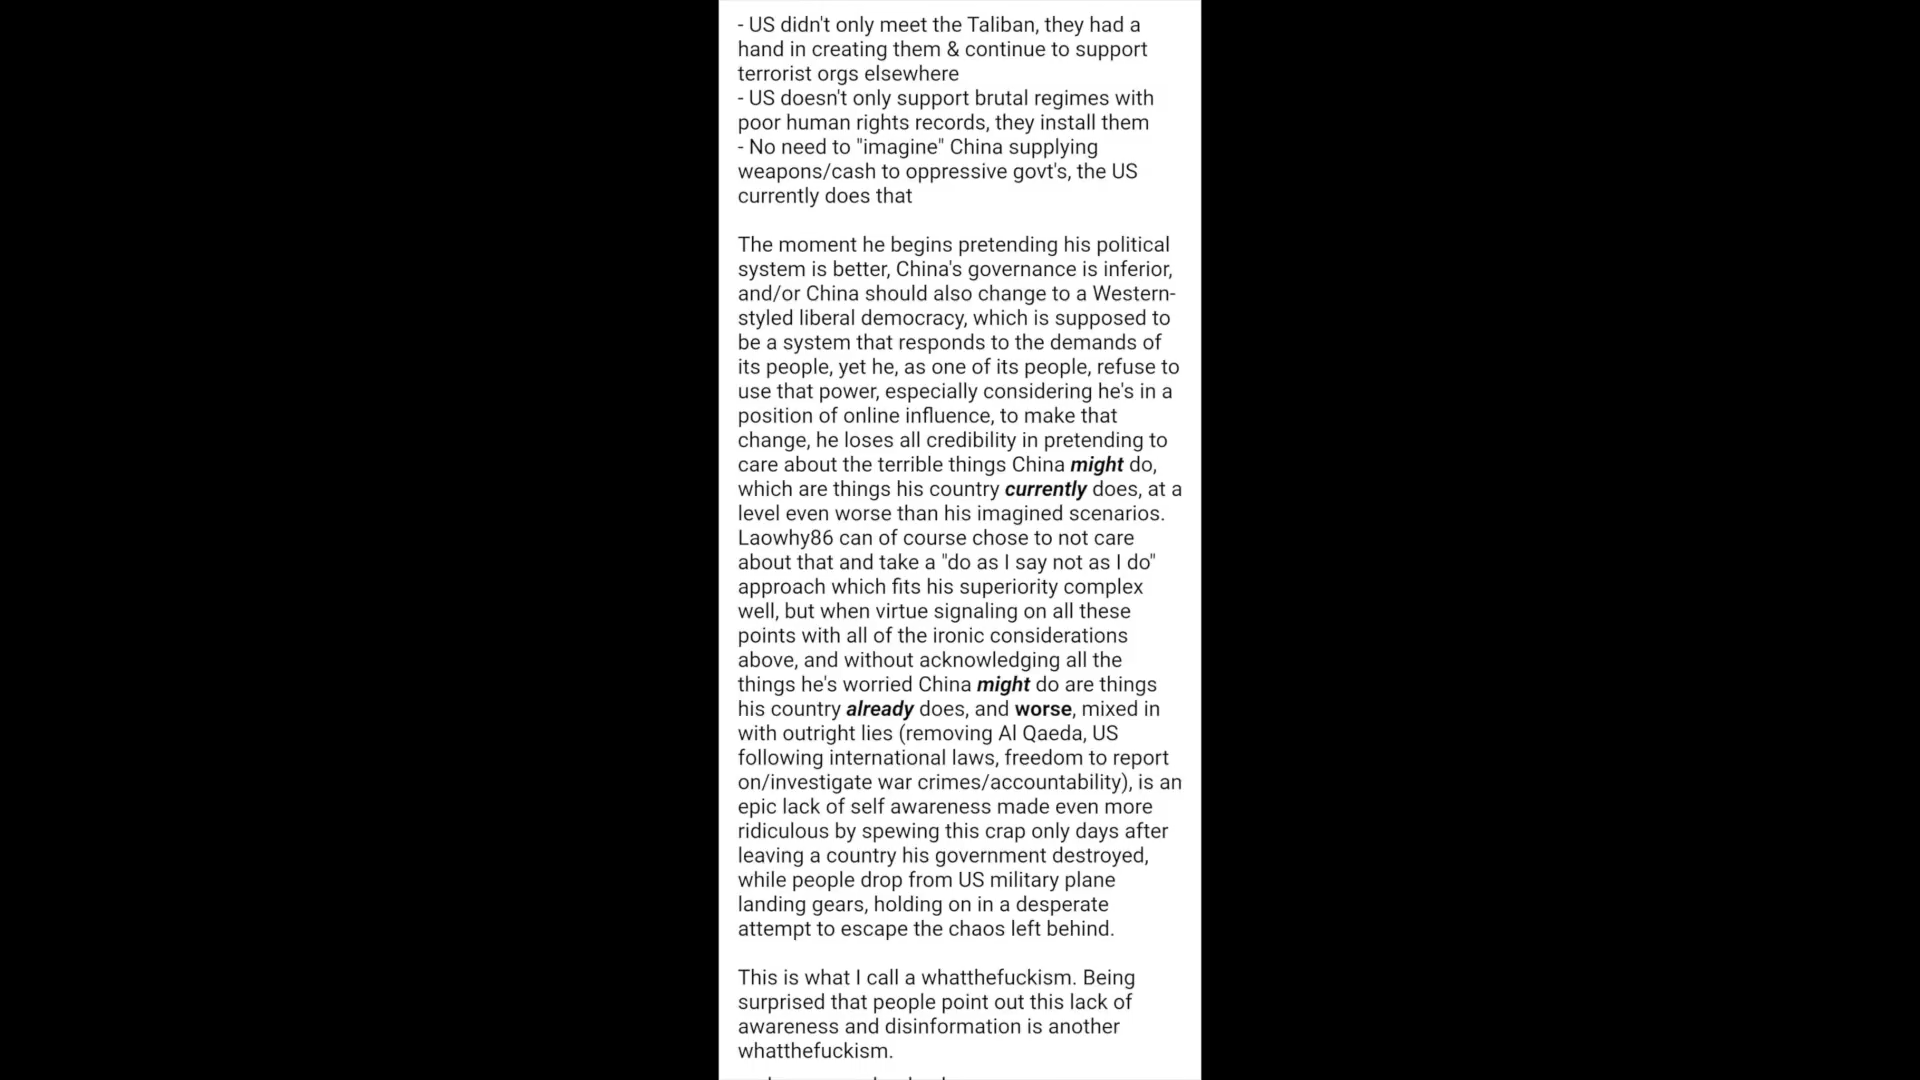 - US didn't only meet the Taliban, they had a
hand in creating them & continue to support
terrorist orgs elsewhere
- US doesn't only support brutal regimes with
poor human rights records, they install them
- No need to "imagine" China supplying
weapons/cash to oppressive govt's, the US
currently does that
The moment he begins pretending his political
system is better, China's governance is inferior,
and/or China should also change to a Western-
styled liberal democracy, which is supposed to
be a system that responds to the demands of
its people, yet he, as one of its people, refuse to
use that power, especially considering he's in a
position of online influence, to make that
change, he loses all credibility in pretending to
care about the terrible things China might do,
which are things his country currently does, at a
level even worse than his imagined scenarios.
Laowhy86 can of course chose to not care
about that and take a "do as I say not as I do"
approach which fits his superiority complex
well, but when virtue signaling on all these
points with all of the ironic considerations
above, and without acknowledging all the
things he's worried China might do are things
his country already does, and worse, mixed in
with outright lies (removing Al Qaeda, US
following international laws, freedom to report
on/investigate war crimes/accountability), is an
epic lack of self awareness made even more
ridiculous by spewing this crap only days after
leaving a country his government destroyed,
while people drop from US military plane
landing gears, holding on in a desperate
attempt to escape the chaos left behind.
This is what I call a whatthefuckism. Being
surprised that people point out this lack of
awareness and disinformation is another
whatthefuckism.